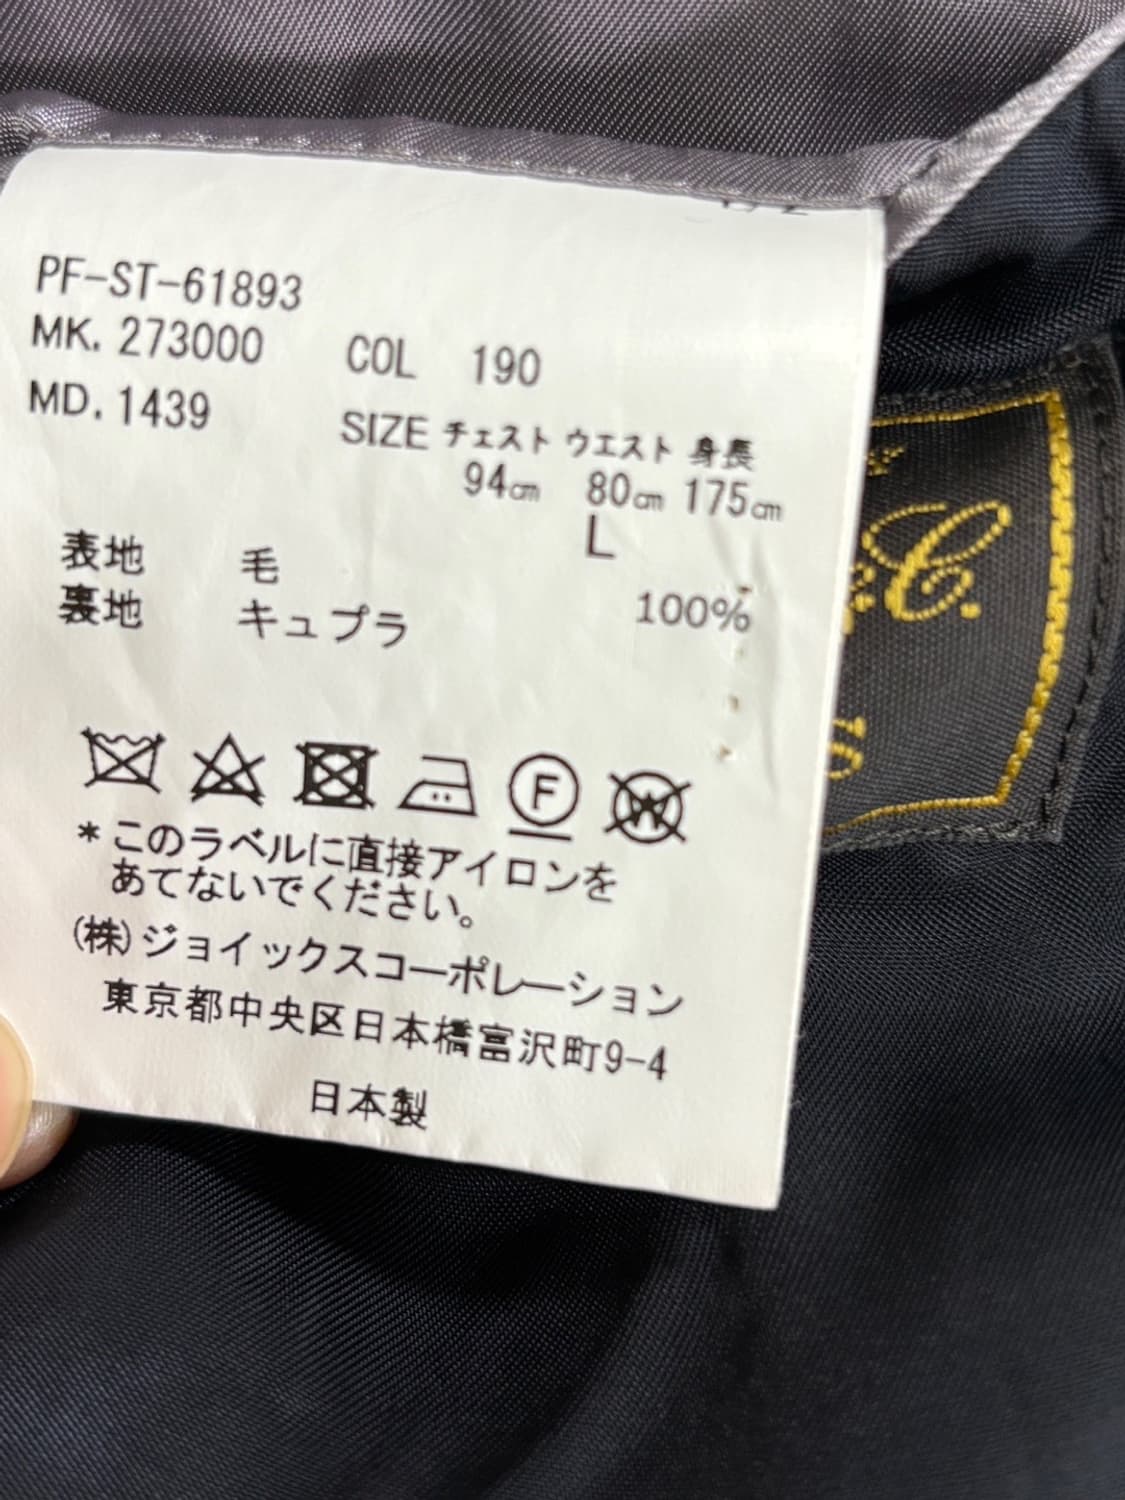 PF-ST-61893
MK. 273000 COL 190
MD. 1439
SIZE チェスト ウエスト 身長
94cm 80cm 175cm
L
表地 毛 100%
裏地 キュプラ
F
W
*このラベルに直接アイロンを
あてないでください。
(株)ジョイックスコーポレーション
東京都中央区日本橋富沢町9-4
日本製
C.